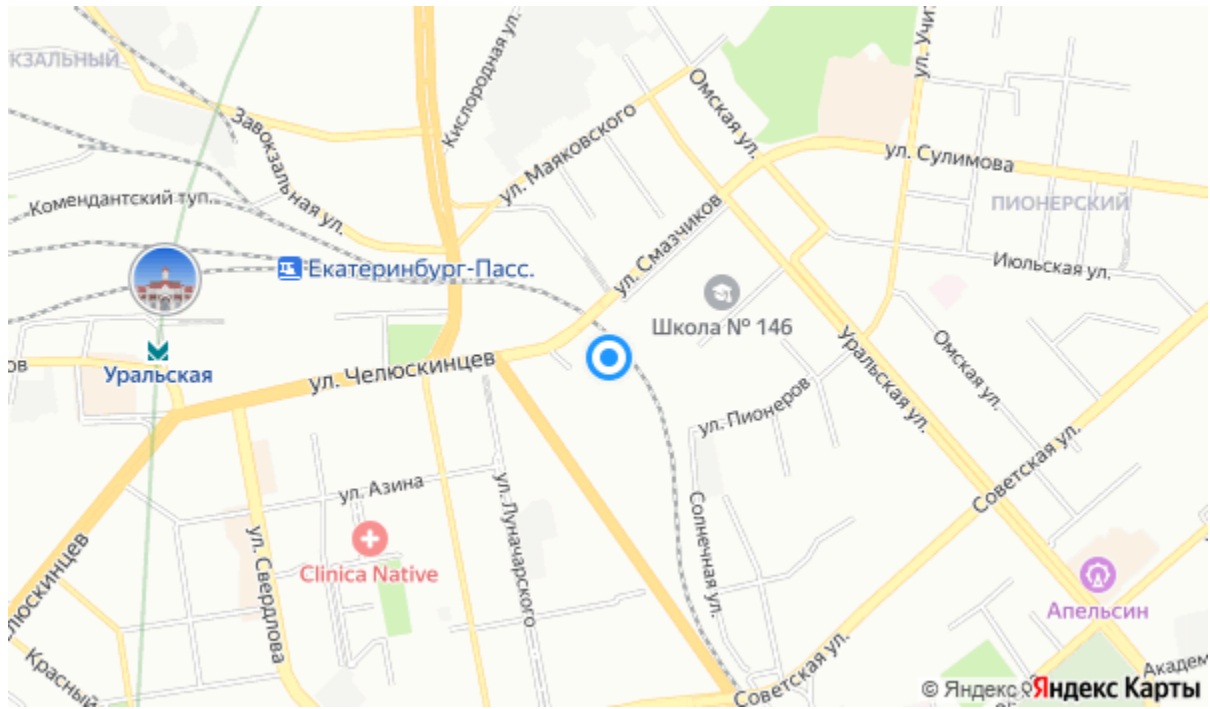 КЗАЛЬНЫЙ
Кислородная ул.
ул. Учит
Завокзальная ул.
ул. Маяковского
Омская ул.
ул. Сулимова
Комендантский туп.
ПИОНЕРСКИЙ
Екатеринбург-Пасс.
ул. Смазчиков
Июльская ул.
Школа № 146
ов
Уральская
ул. Челюскинцев
Уральская ул.
Омская ул.
ул. Пионеров
Советская ул.
ул. Азина
ул. Луначарского
Солнечная ул.
елюскинцев
ул. Свердлова
Clinica Native
Апельсин
Красный
Советская ул.
Академ
© Яндекс
Яндекс Карты